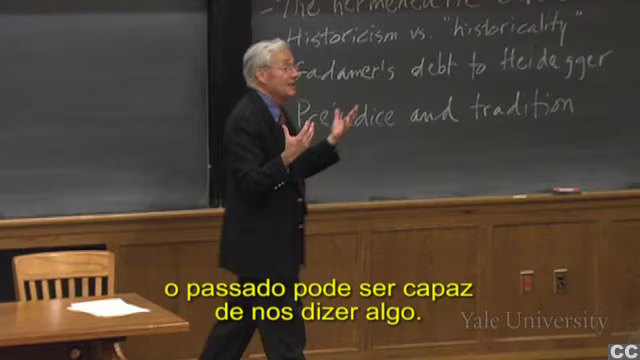 - The hermeneutic
Historicism vs. "historicality"
Gadamer's debt to Heidegger
Prejudice and tradition
o passado pode ser capaz
de nos dizer algo.
Yale University
CC